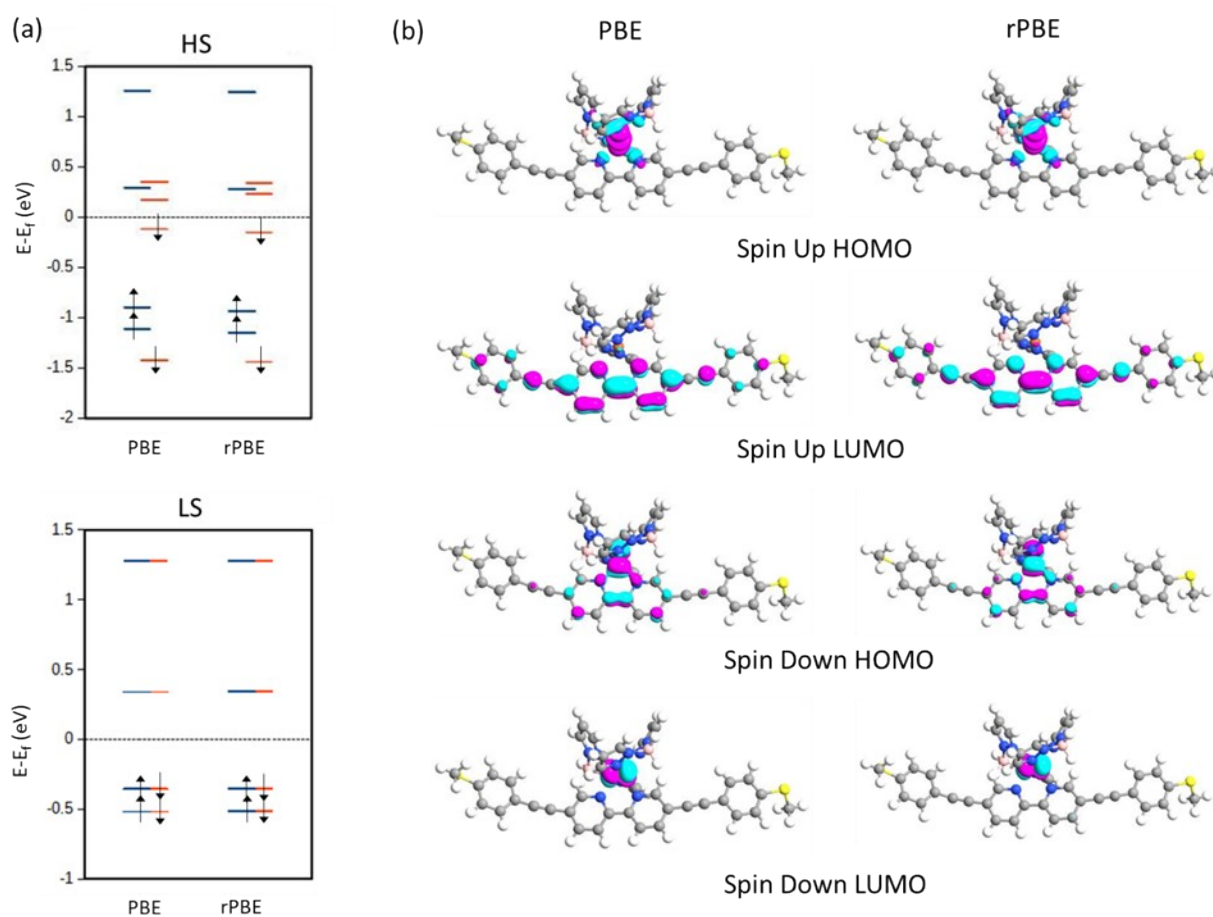 (a)
HS
1.5
1
0.5
0
-0.5
-1
-1.5
-2
E-Ef (eV)
PBE rPBE
LS
1.5
1
0.5
0
-0.5
-1
E-Ef (eV)
PBE rPBE
(b)
PBE rPBE
Spin Up HOMO
Spin Up LUMO
Spin Down HOMO
Spin Down LUMO